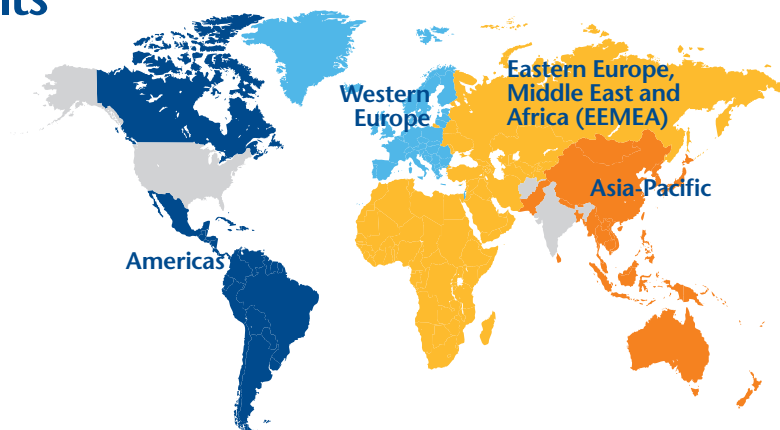 Western
Europe
Eastern Europe,
Middle East and
Africa (EEMEA)
Asia-Pacific
Americas